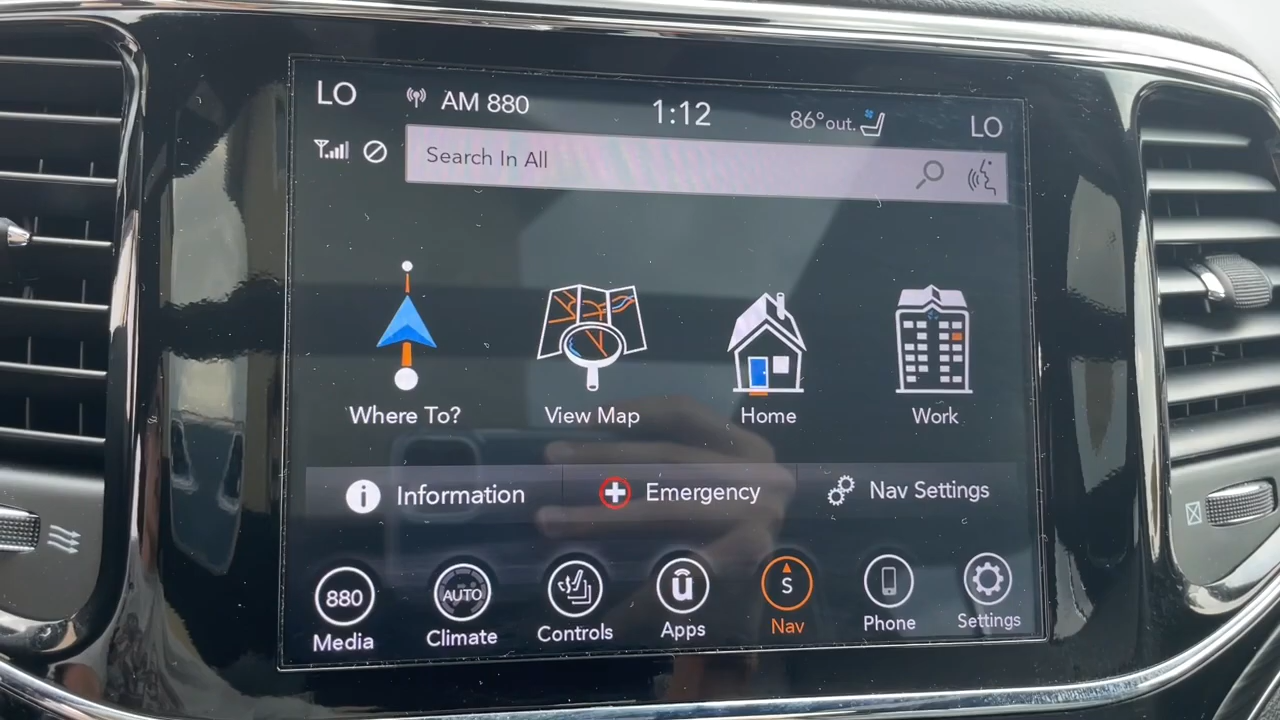 LO AM 880 1:12 86°out. LO
Search In All
Where To? View Map Home Work
Information Emergency Nav Settings
880 AUTO ū S
Media Climate Controls Apps Nav Phone Settings